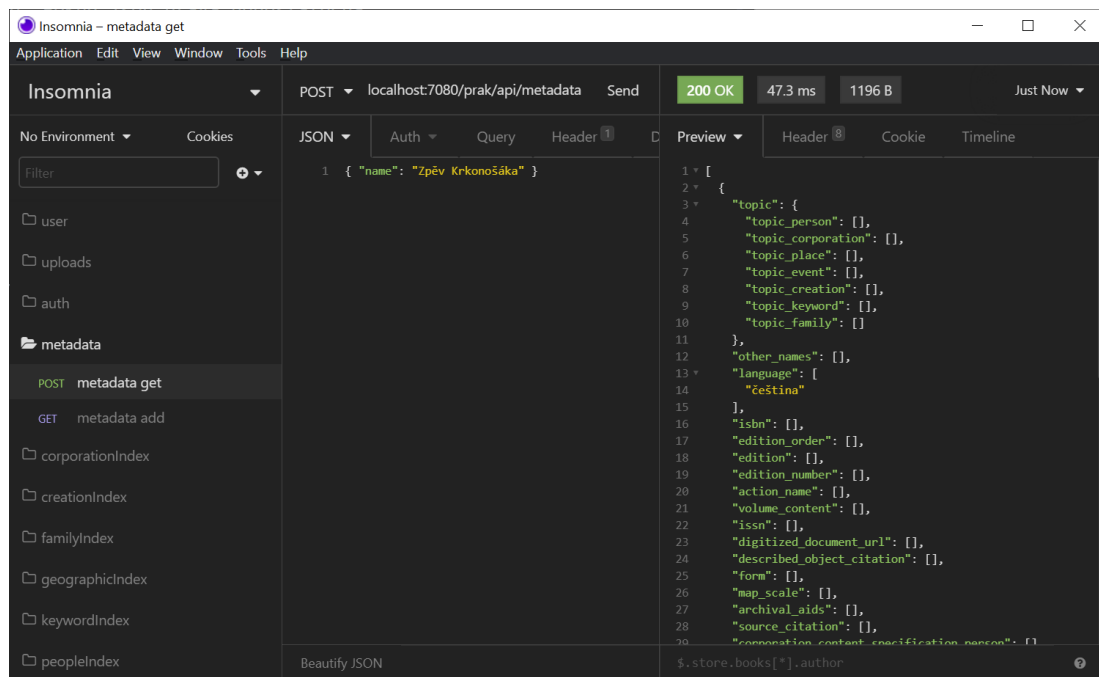 Insomnia – metadata get
Application Edit View Window Tools Help
Insomnia
No Environment
Cookies
Filter
user
uploads
auth
metadata
POST metadata get
GET metadata add
corporationIndex
creationIndex
familyIndex
geographicIndex
keywordIndex
peopleIndex
POST localhost:7080/prak/api/metadata Send
JSON Auth Query Header 1 D
1 { "name": "Zpěv Krkonošáka" }
Beautify JSON
200 OK 47.3 ms 1196 B Just Now
Preview Header 8 Cookie Timeline
1 [
2 {
3 "topic": {
4 "topic_person": [],
5 "topic_corporation": [],
6 "topic_place": [],
7 "topic_event": [],
8 "topic_creation": [],
9 "topic_keyword": [],
10 "topic_family": []
11 },
12 "other_names": [],
13 "language": [
14 "čeština"
15 ],
16 "isbn": [],
17 "edition_order": [],
18 "edition": [],
19 "edition_number": [],
20 "action_name": [],
21 "volume_content": [],
22 "issn": [],
23 "digitized_document_url": [],
24 "described_object_citation": [],
25 "form": [],
26 "map_scale": [],
27 "archival_aids": [],
28 "source_citation": [],
29 "corporation_content_specification_person": []
$.store.books[*].author